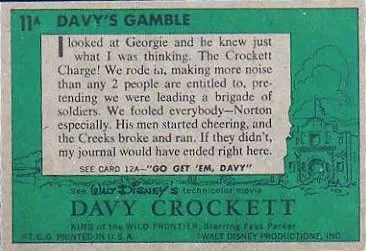 11A DAVY'S GAMBLE
I looked at Georgie and he knew just
what I was thinking. The Crockett
Charge! We rode in, making more noise
than any 2 people are entitled to, pre-
tending we were leading a brigade of
soldiers. We fooled everybody—Norton
especially. His men started cheering, and
the Creeks broke and ran. If they didn't,
my journal would have ended right here.
SEE CARD 12A—"GO GET 'EM, DAVY"
SEE WALT DISNEY'S technicolor movie
DAVY CROCKETT
KING OF THE WILD FRONTIER, Starring Fess Parker
©T.C.G. PRINTED IN U.S.A. ©WALT DISNEY PRODUCTIONS, INC.